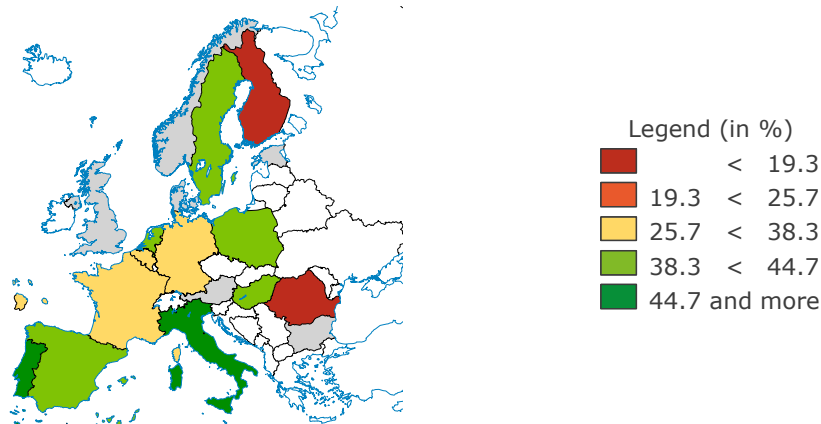 Legend (in %)
< 19.3
19.3 < 25.7
25.7 < 38.3
38.3 < 44.7
44.7 and more